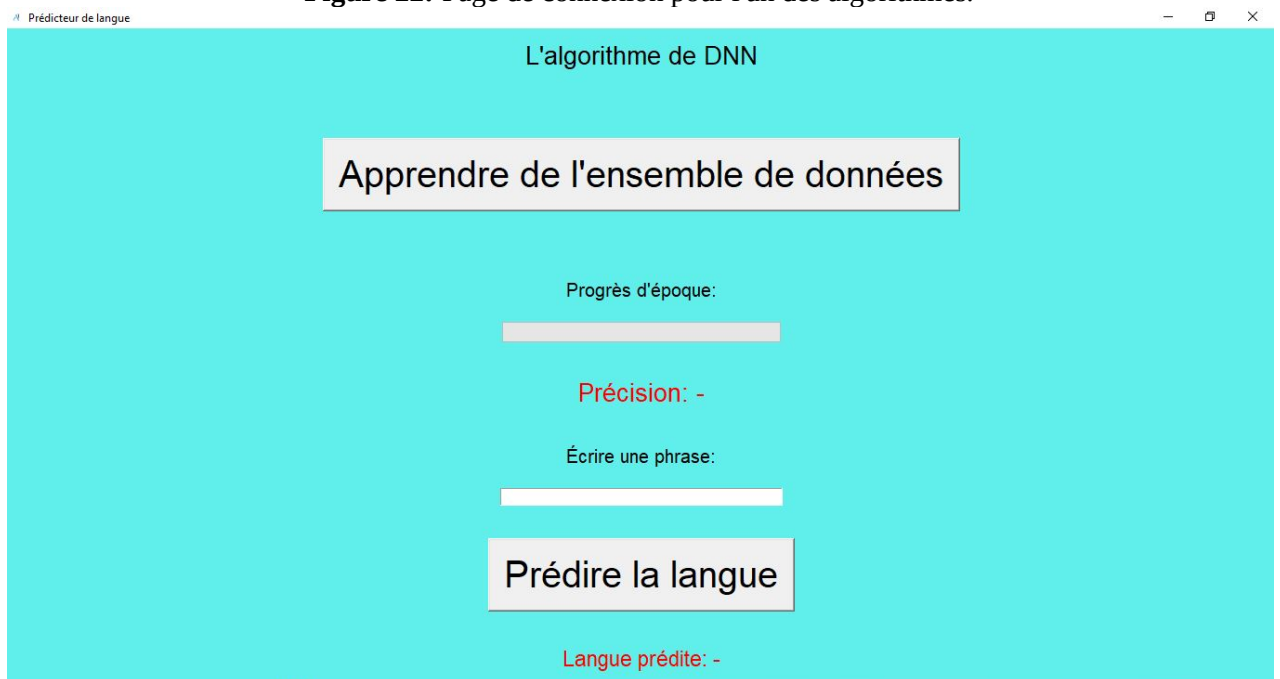 Prédicteur de langue
L'algorithme de DNN
Apprendre de l'ensemble de données
Progrès d'époque:
Précision: -
Écrire une phrase:
Prédire la langue
Langue prédite: -